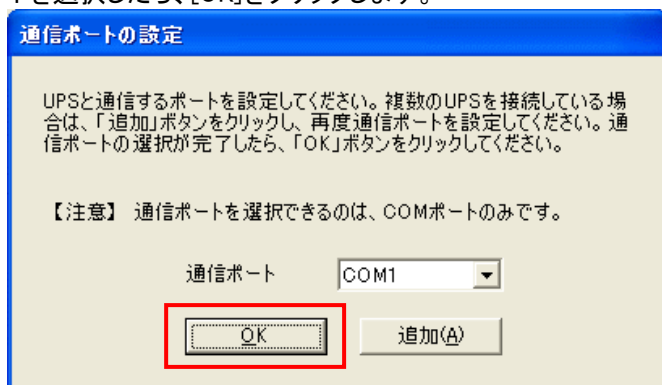 トを選択したら、[OK]をクリックします。
通信ポートの設定
UPSと通信するポートを設定してください。複数のUPSを接続している場
合は、「追加」ボタンをクリックし、再度通信ポートを設定してください。通
信ポートの選択が完了したら、「OK」ボタンをクリックしてください。
【注意】 通信ポートを選択できるのは、COMポートのみです。
通信ポート COM1
OK 追加(A)